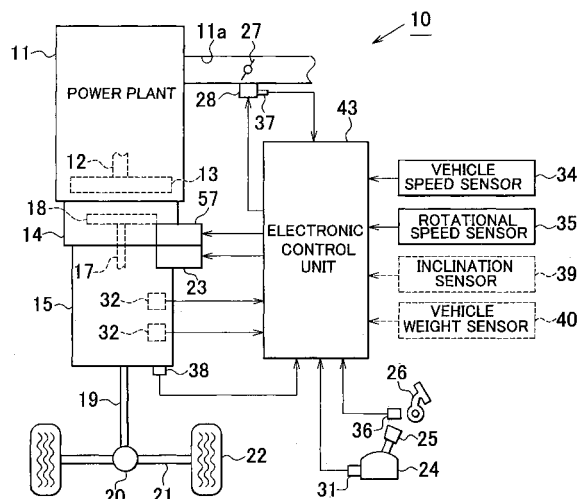 10
11
11a
27
POWER PLANT
28
37
43
12
13
18
57
14
17
15
23
32
32
38
ELECTRONIC
CONTROL
UNIT
VEHICLE
SPEED SENSOR
34
ROTATIONAL
SPEED SENSOR
35
INCLINATION
SENSOR
39
VEHICLE
WEIGHT SENSOR
40
26
36
25
24
31
19
20
21
22